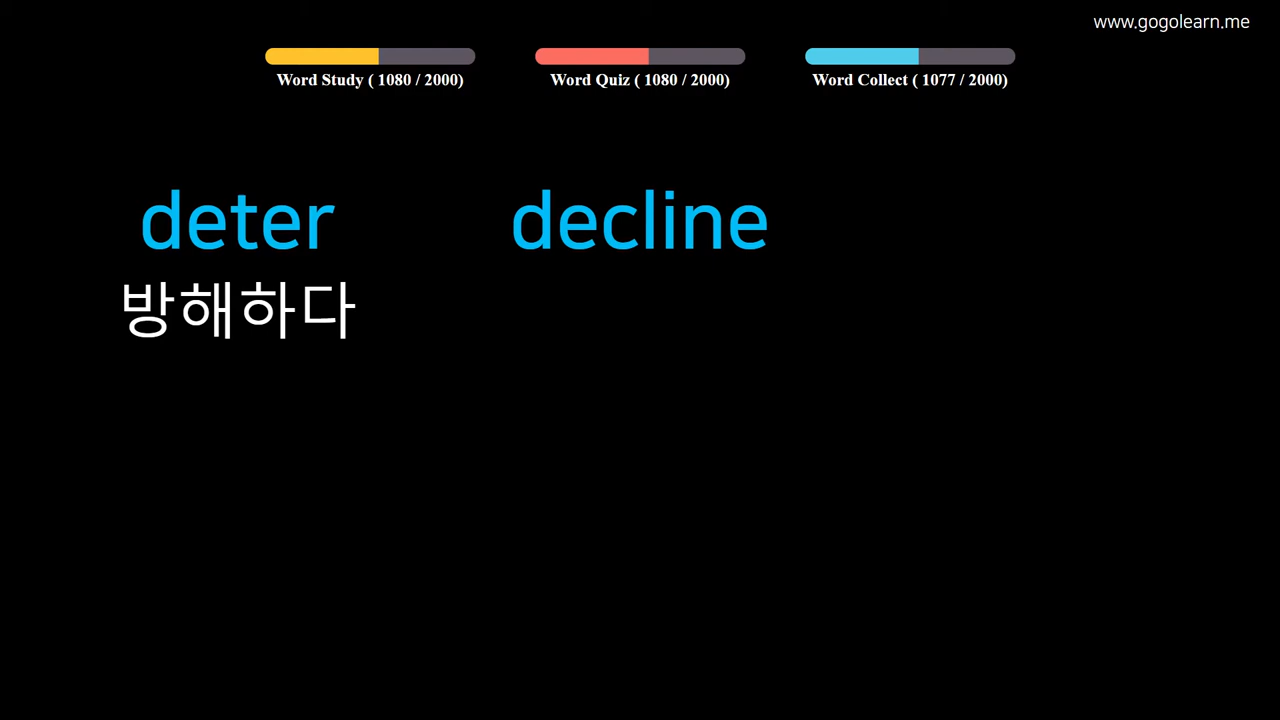 www.gogolearn.me
Word Study ( 1080 / 2000)
Word Quiz ( 1080 / 2000)
Word Collect ( 1077 / 2000)
deter
decline
방해하다